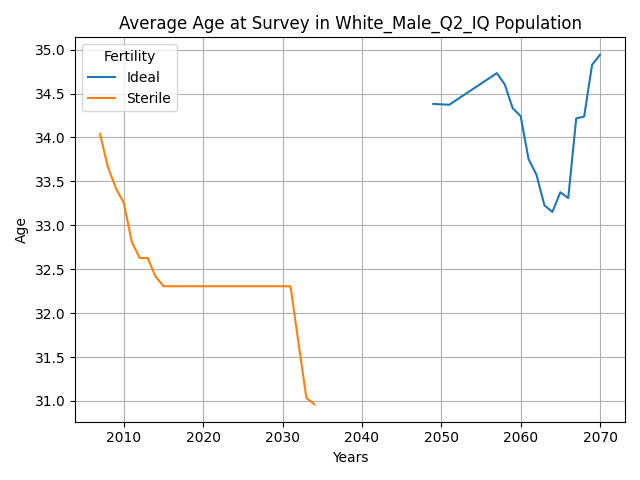 Average Age at Survey in White_Male_Q2_IQ Population
Fertility
Ideal
Sterile
Age
35.0
34.5
34.0
33.5
33.0
32.5
32.0
31.5
31.0
2010 2020 2030 2040 2050 2060 2070
Years